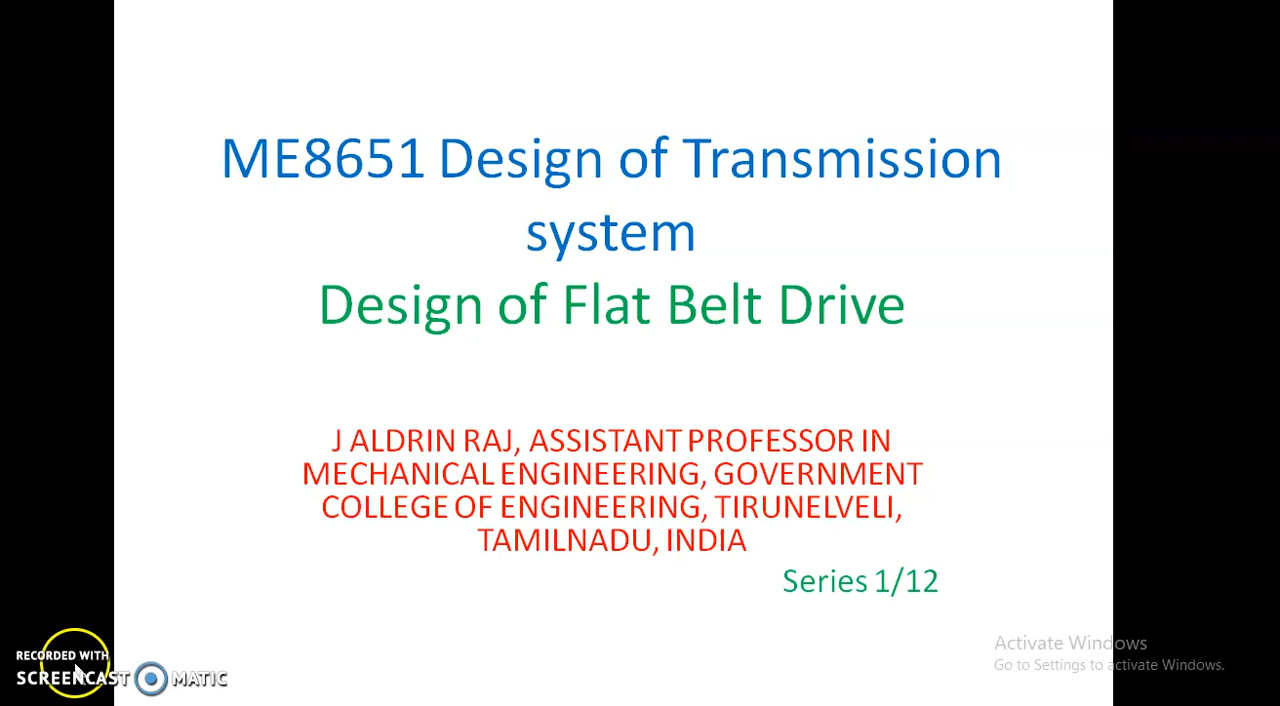 ME8651 Design of Transmission
system
Design of Flat Belt Drive
J ALDRIN RAJ, ASSISTANT PROFESSOR IN
MECHANICAL ENGINEERING, GOVERNMENT
COLLEGE OF ENGINEERING, TIRUNELVELI,
TAMILNADU, INDIA
Series 1/12
Activate Windows
Go to Settings to activate Windows.
RECORDED WITH
SCREENCAST MATIC